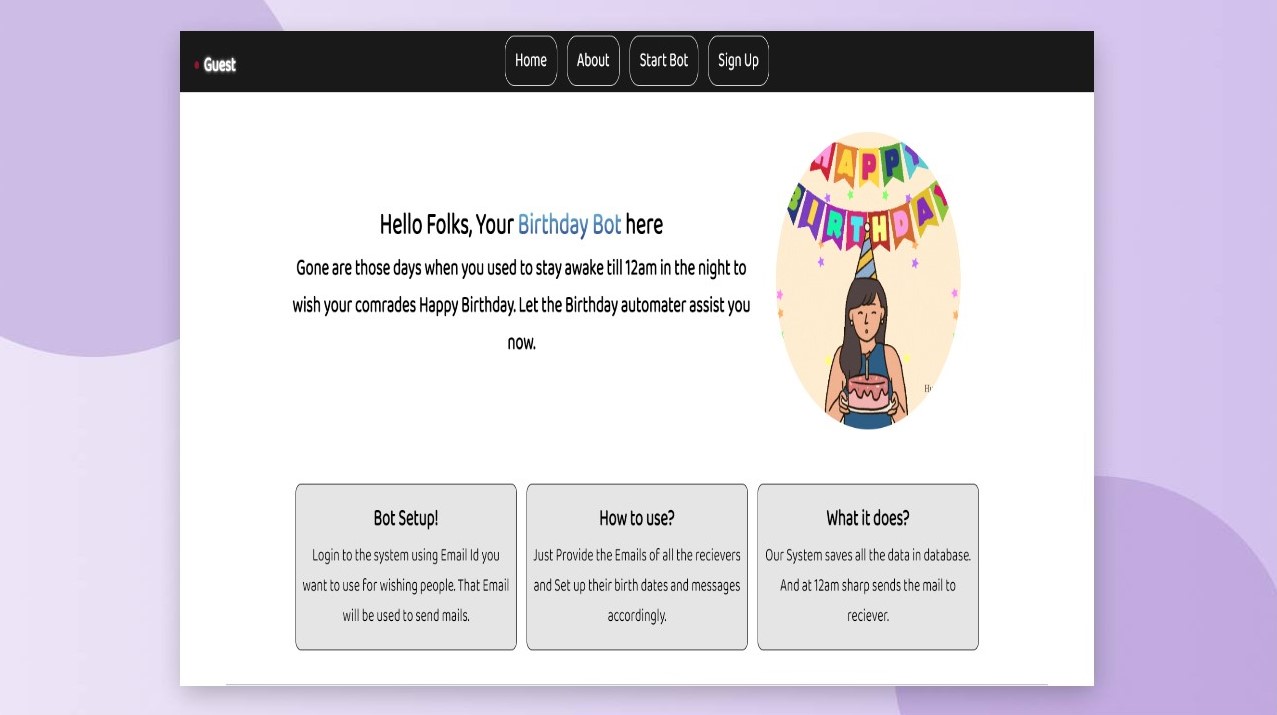 Guest
Home
About
Start Bot
Sign Up
HAPPY
BIRTHDAY
Hello Folks, Your Birthday Bot here
Gone are those days when you used to stay awake till 12am in the night to
wish your comrades Happy Birthday. Let the Birthday automater assist you
now.
Bot Setup!
Login to the system using Email Id you
want to use for wishing people. That Email
will be used to send mails.
How to use?
Just Provide the Emails of all the recievers
and Set up their birth dates and messages
accordingly.
What it does?
Our System saves all the data in database.
And at 12am sharp sends the mail to
reciever.